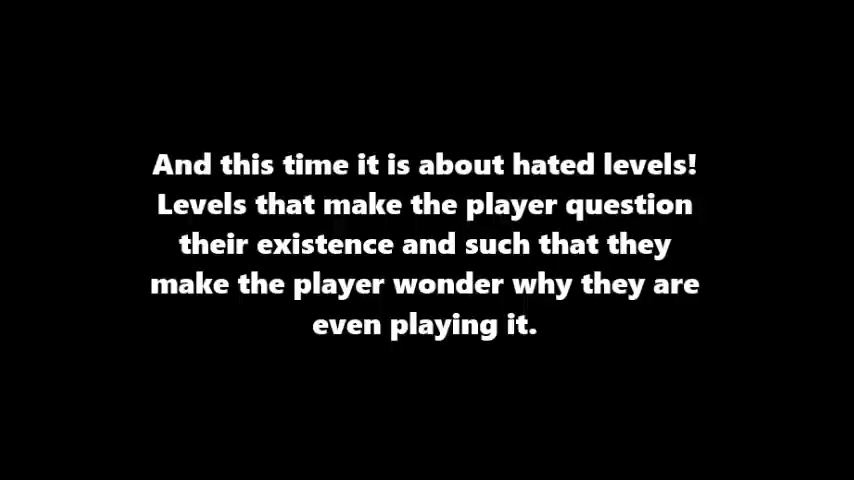 And this time it is about hated levels!
Levels that make the player question
their existence and such that they
make the player wonder why they are
even playing it.